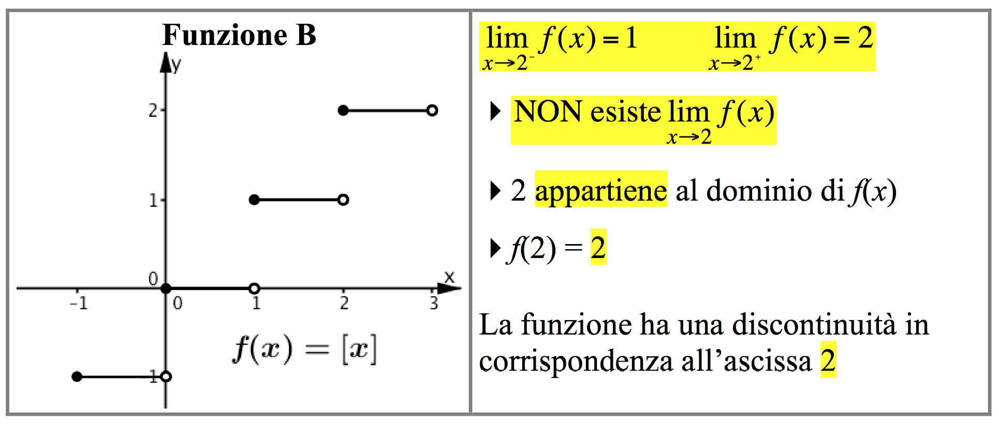 Funzione B
y
2
1
0
x
-1 0 1 2 3
f(x) = [x]
1
lim f(x) = 1 lim f(x) = 2
x→2⁻ x→2⁺
NON esiste lim f(x)
x→2
2 appartiene al dominio di f(x)
f(2) = 2
La funzione ha una discontinuità in
corrispondenza all’ascissa 2